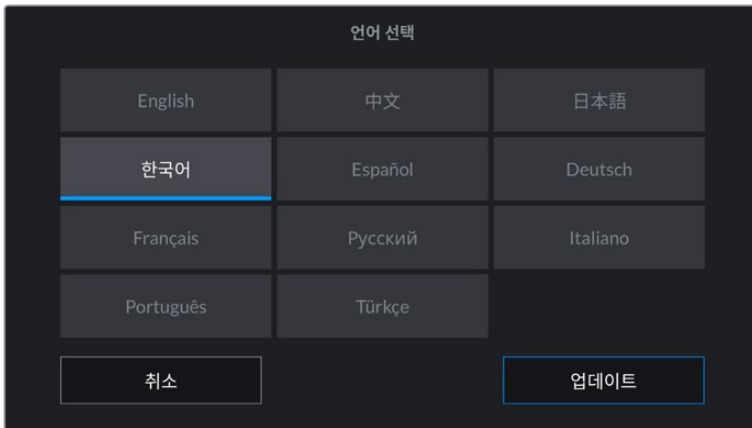 언어 선택
English 中文 日本語
한국어 Español Deutsch
Français Русский Italiano
Português Türkçe
취소 업데이트